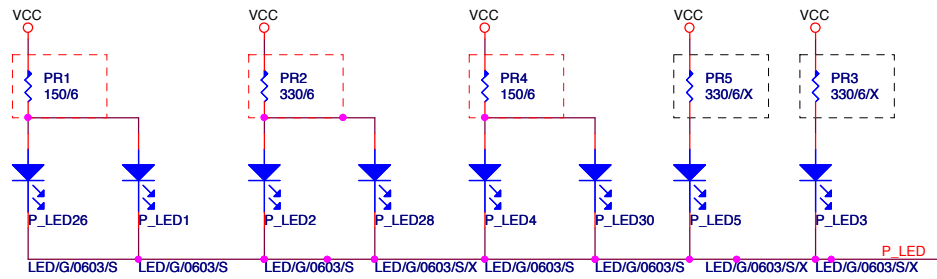 VCC VCC VCC VCC VCC
PR1 PR2 PR4 PR5 PR3
150/6 330/6 150/6 330/6/X 330/6/X
P_LED26 P_LED1 P_LED2 P_LED28 P_LED4 P_LED30 P_LED5 P_LED3
P_LED
LED/G/0603/S LED/G/0603/S LED/G/0603/S LED/G/0603/S/X LED/G/0603/S LED/G/0603/S LED/G/0603/S/X LED/G/0603/S/X